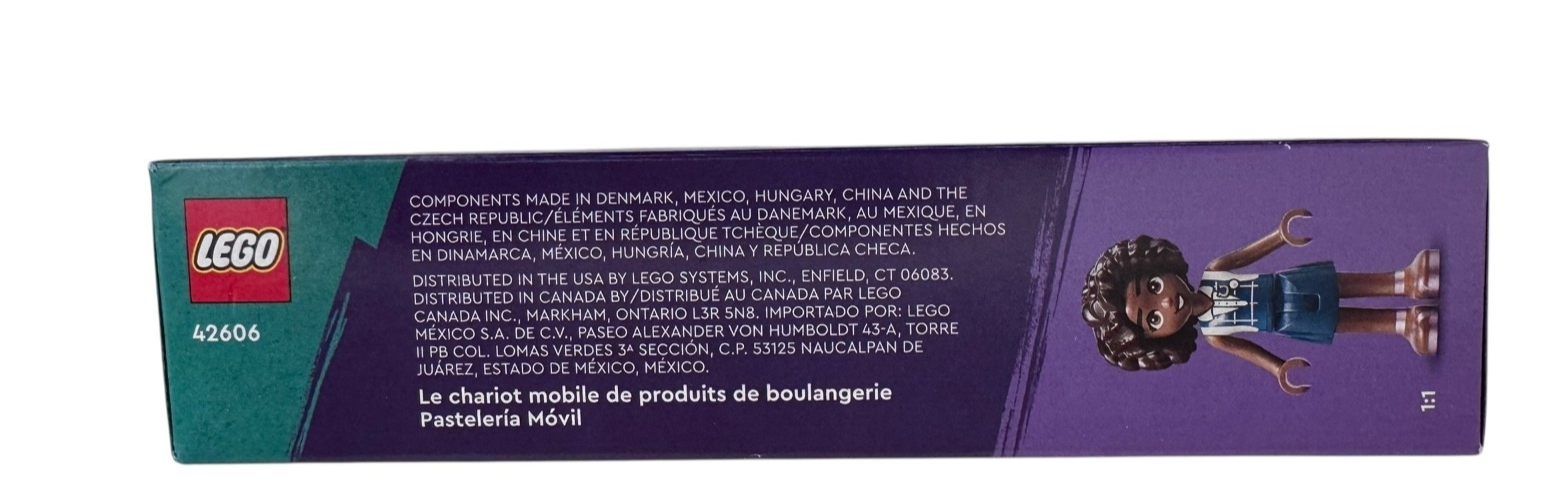 LEGO
42606
COMPONENTS MADE IN DENMARK, MEXICO, HUNGARY, CHINA AND THE
CZECH REPUBLIC/ÉLÉMENTS FABRIQUÉS AU DANEMARK, AU MEXIQUE, EN
HONGRIE, EN CHINE ET EN RÉPUBLIQUE TCHÈQUE/COMPONENTES HECHOS
EN DINAMARCA, MÉXICO, HUNGRÍA, CHINA Y REPÚBLICA CHECA.
DISTRIBUTED IN THE USA BY LEGO SYSTEMS, INC., ENFIELD, CT 06083.
DISTRIBUTED IN CANADA BY/DISTRIBUÉ AU CANADA PAR LEGO
CANADA INC., MARKHAM, ONTARIO L3R 5N8. IMPORTADO POR: LEGO
MÉXICO S.A. DE C.V., PASEO ALEXANDER VON HUMBOLDT 43-A, TORRE
II PB COL. LOMAS VERDES 3ᴬ SECCIÓN, C.P. 53125 NAUCALPAN DE
JUÁREZ, ESTADO DE MÉXICO, MÉXICO.
Le chariot mobile de produits de boulangerie
Pastelería Móvil
1:1